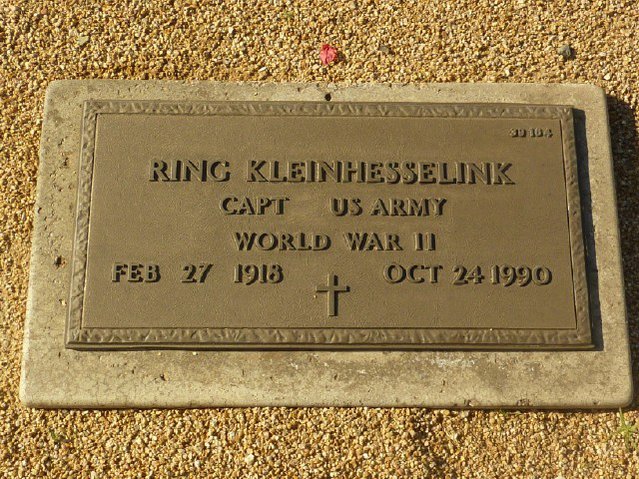 RING KLEINHESSELINK
CAPT US ARMY
WORLD WAR II
FEB 27 1918 OCT 24 1990